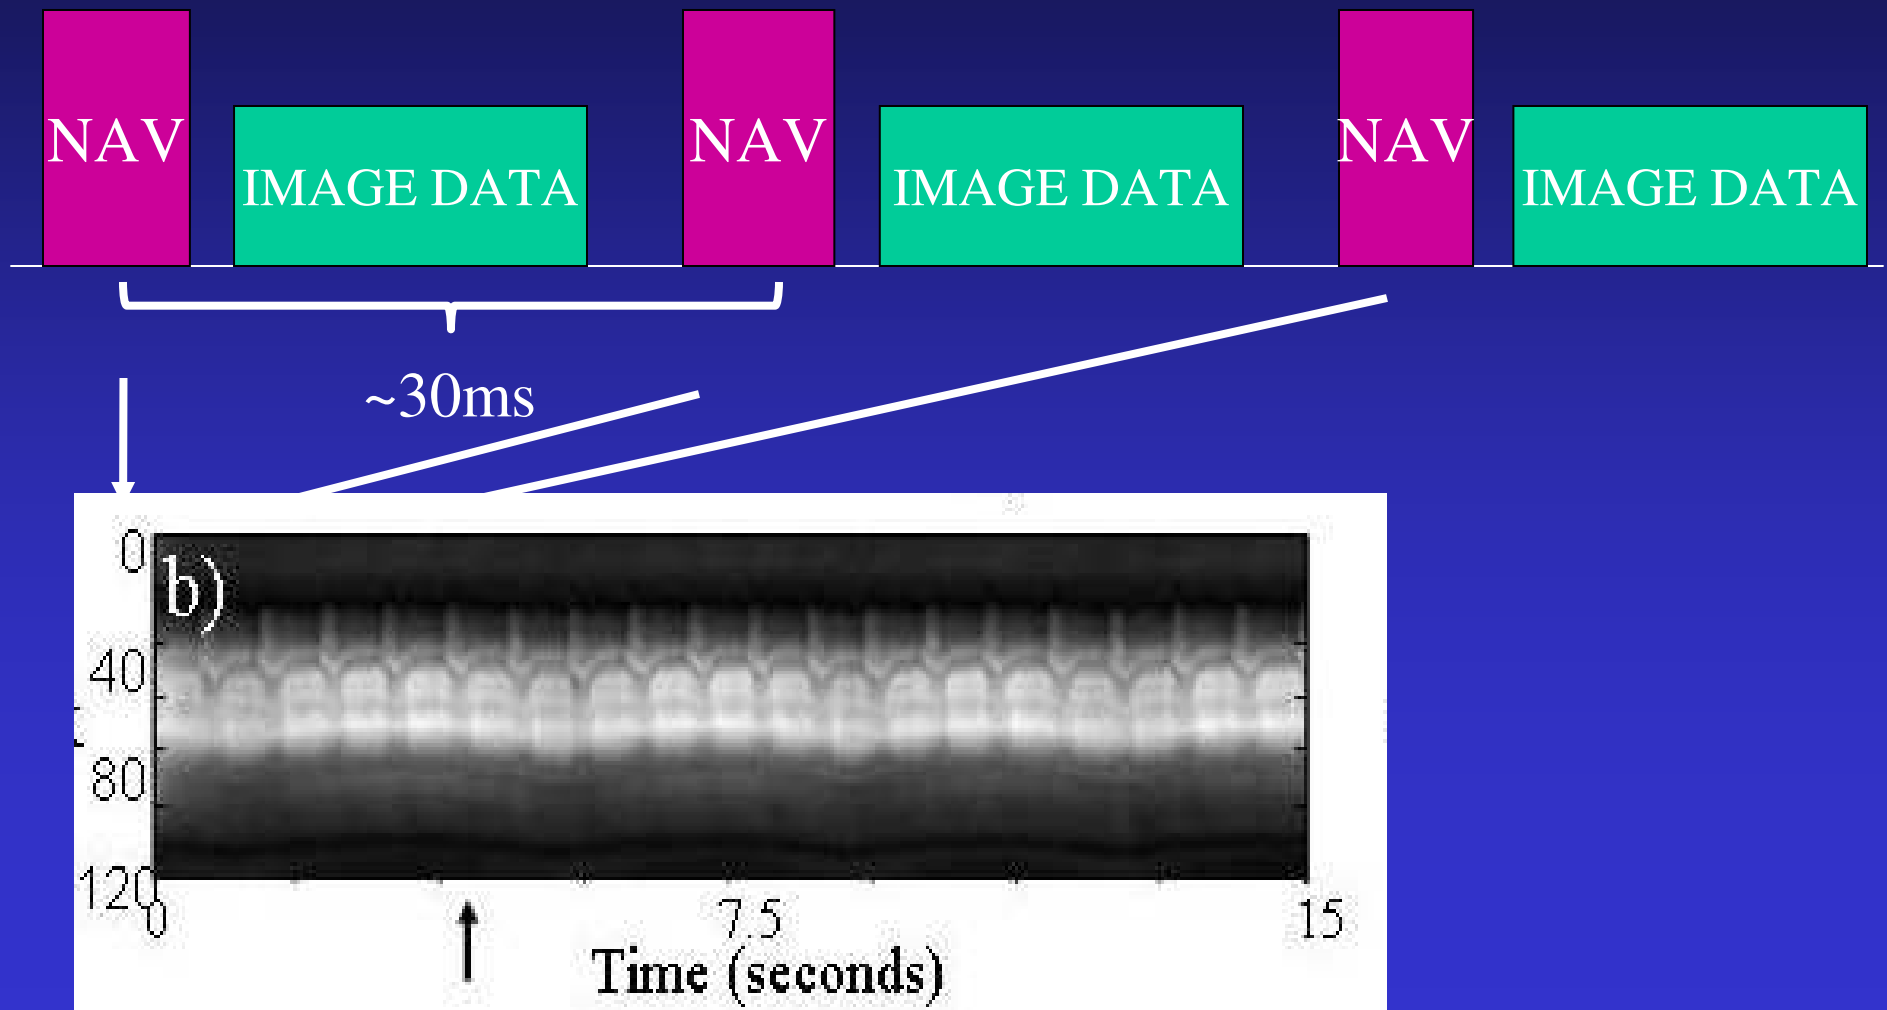 NAV
IMAGE DATA
NAV
IMAGE DATA
NAV
IMAGE DATA
~30ms
b)
0
40
80
120
0
7.5
15
Time (seconds)